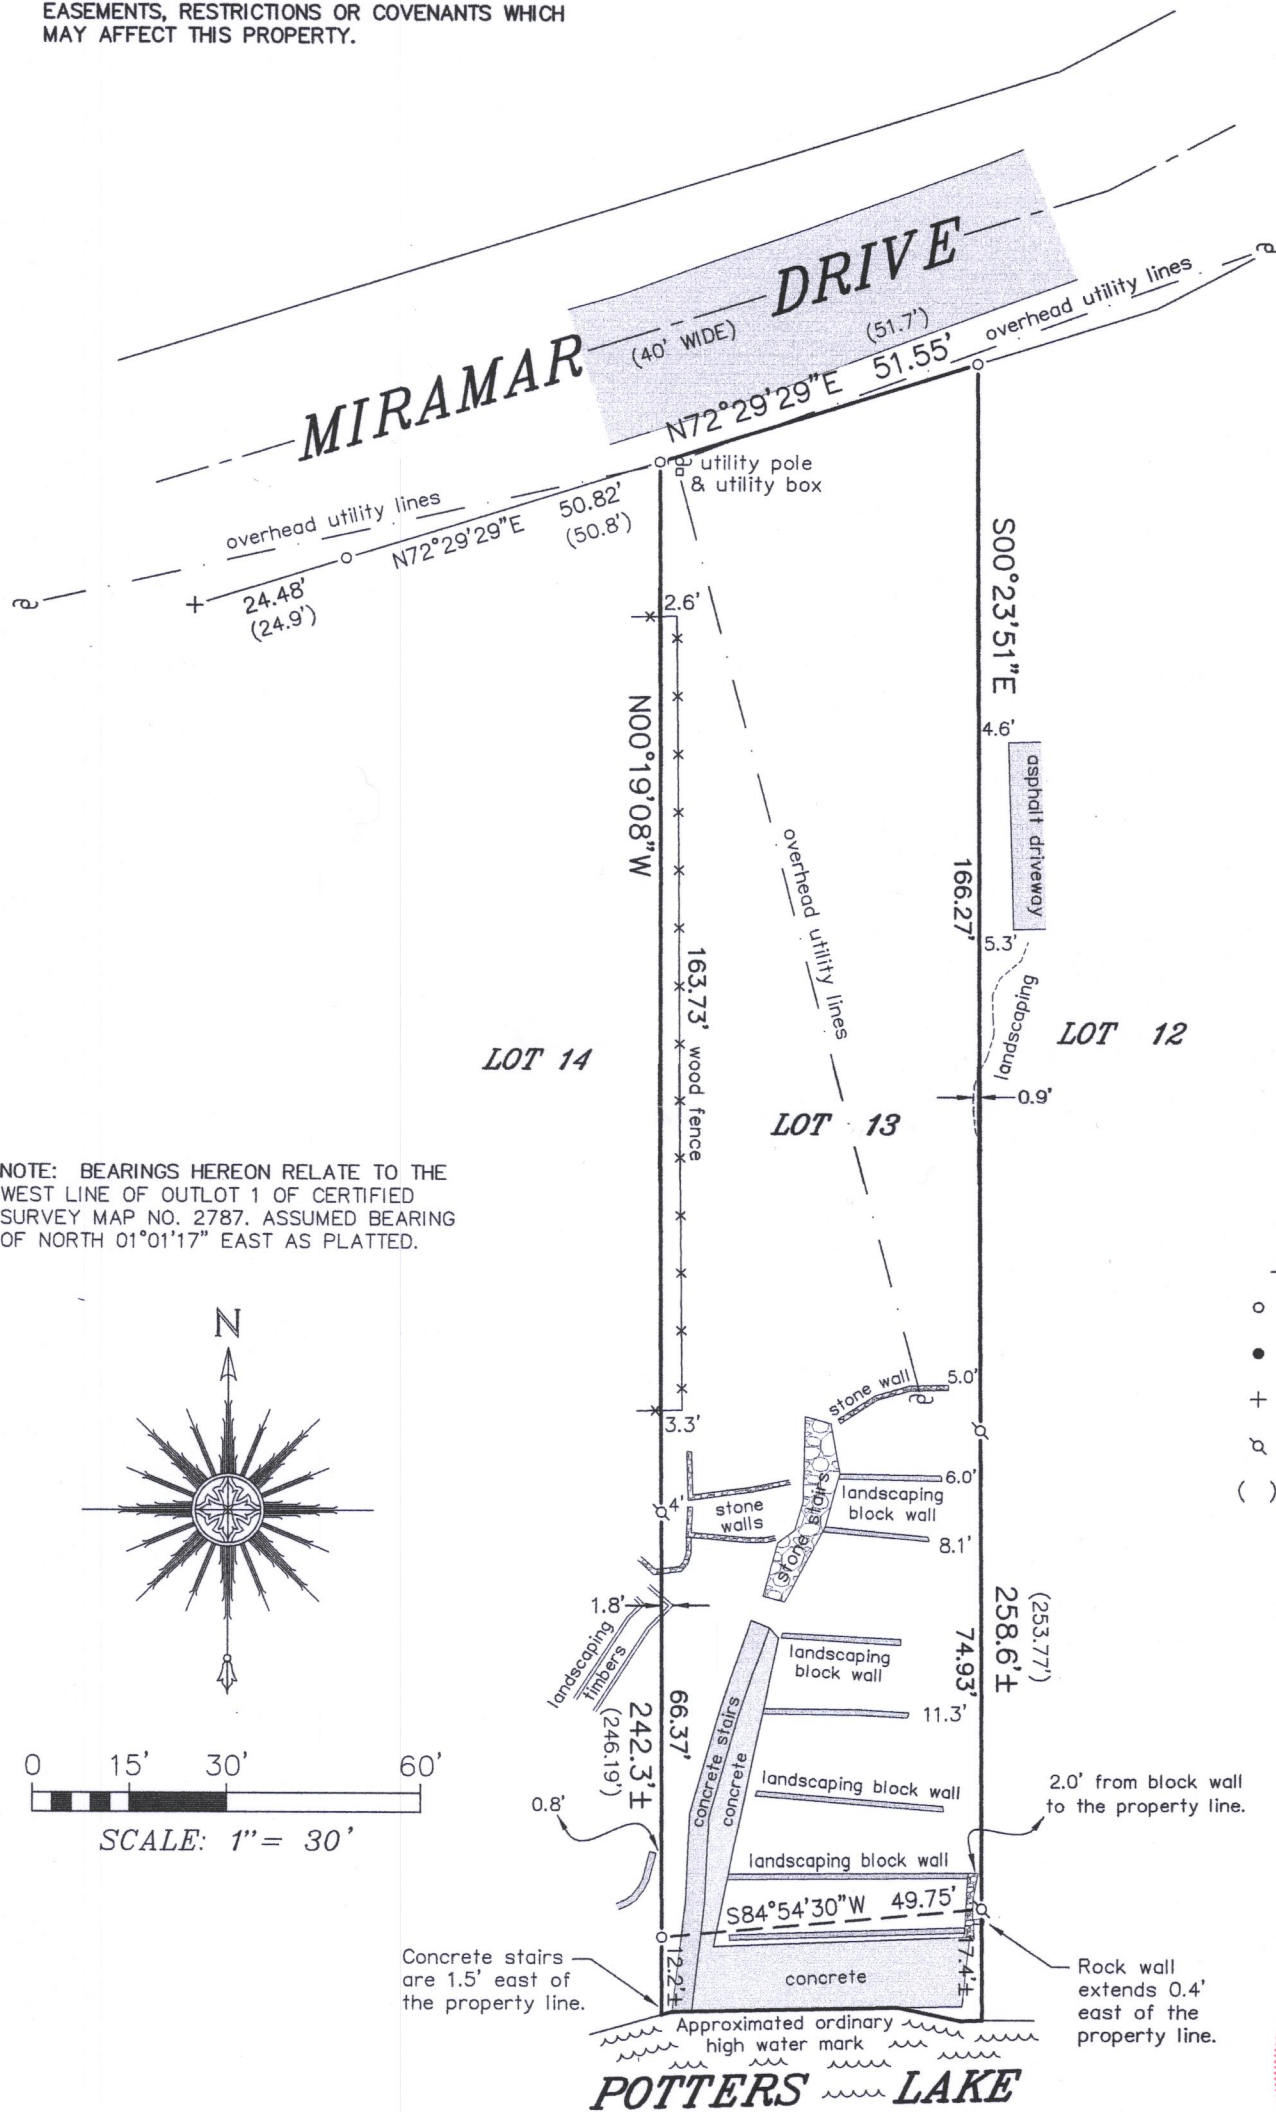 EASEMENTS, RESTRICTIONS OR COVENANTS WHICH
MAY AFFECT THIS PROPERTY.
MIRAMAR DRIVE
(40' WIDE)
(51.7')
N72°29'29"E 51.55'
overhead utility lines
utility pole
& utility box
overhead utility lines
N72°29'29"E
50.82'
(50.8')
24.48'
(24.9')
2.6'
N00°19'08"W
S00°23'51"E
4.6'
asphalt driveway
166.27'
5.3'
landscaping
overhead utility lines
163.73'
wood fence
LOT 14
LOT 12
0.9'
LOT 13
NOTE: BEARINGS HEREON RELATE TO THE
WEST LINE OF OUTLOT 1 OF CERTIFIED
SURVEY MAP NO. 2787. ASSUMED BEARING
OF NORTH 01°01'17" EAST AS PLATTED.
N
stone wall
5.0'
3.3'
4'
stone
walls
stone stairs
stone stairs
6.0'
landscaping
block wall
8.1'
1.8'
landscaping
timbers
(253.77')
258.6'±
74.93'
landscaping
block wall
11.3'
66.37'
242.3'±
(246.19')
concrete stairs
concrete
landscaping block wall
0 15' 30' 60'
SCALE: 1"= 30'
0.8'
2.0' from block wall
to the property line.
landscaping block wall
S84°54'30"W 49.75'
Concrete stairs
are 1.5' east of
the property line.
12.2'±
concrete
17.4'±
Rock wall
extends 0.4'
east of the
property line.
Approximated ordinary
high water mark
POTTERS LAKE
( )